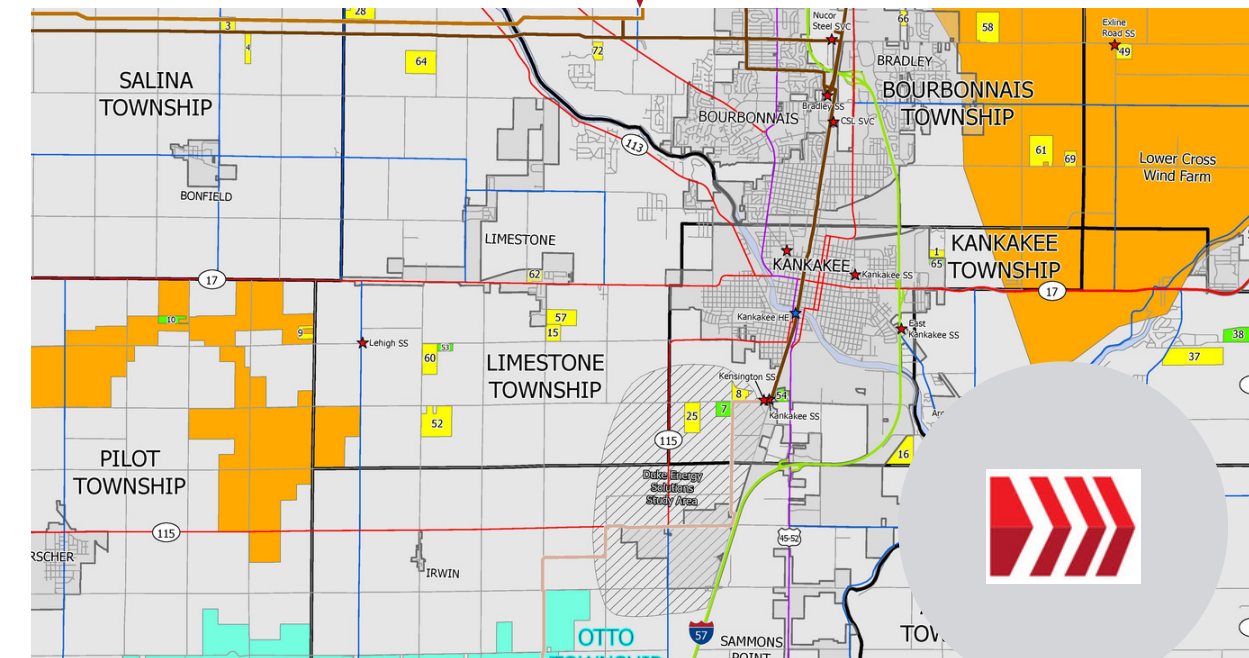 28
Nucor
Steel SVC
66
58
Exline
Road SS
3
4
64
72
49
BRADLEY
SALINA
TOWNSHIP
BOURBONNAIS
TOWNSHIP
Bradley SS
BOURBONNAIS
CSL SVC
113
61
69
Lower Cross
Wind Farm
BONFIELD
LIMESTONE
KANKAKEE
TOWNSHIP
1
65
KANKAKEE
Kankakee SS
62
17
17
10
9
57
15
Kankakee HE
East
Kankakee SS
38
Lehigh SS
53
60
37
LIMESTONE
TOWNSHIP
Kensington SS
8
54
7
25
Kankakee SS
52
115
16
PILOT
TOWNSHIP
Duke Energy
Solutions
Study Area
115
45-52
RSCHER
IRWIN
57
OTTO
TOWNSHIP
SAMMONS
POINT
TOW